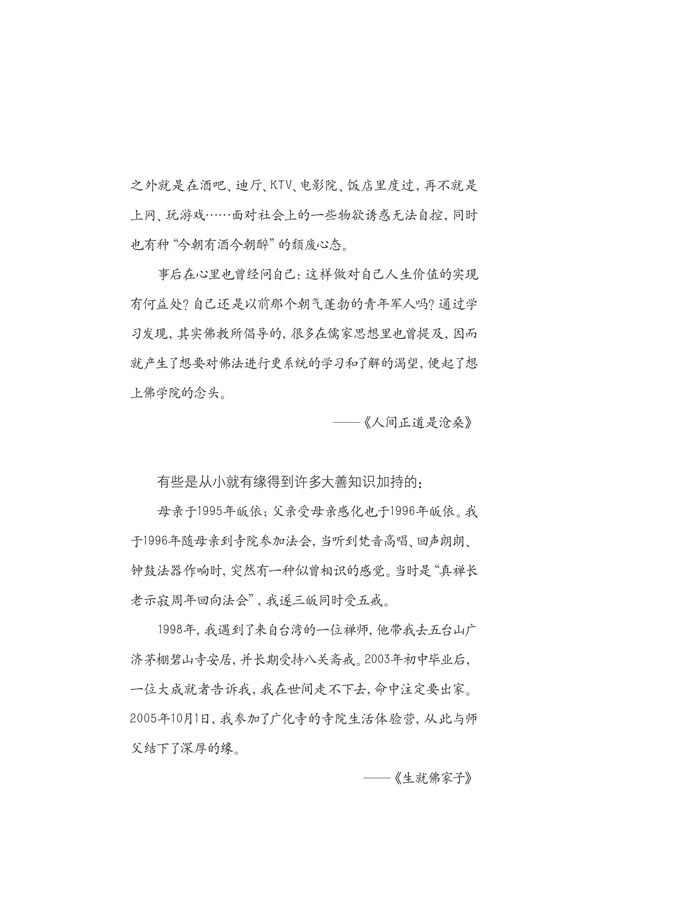 之外就是在酒吧、迪厅、KTV、电影院、饭店里度过，再不就是
上网、玩游戏……面对社会上的一些物欲诱惑无法自控，同时
也有种“今朝有酒今朝醉”的颓废心态。
事后在心里也曾经问自己：这样做对自己人生价值的实现
有何益处？自己还是以前那个朝气蓬勃的青年军人吗？通过学
习发现，其实佛教所倡导的，很多在儒家思想里也曾提及，因而
就产生了想要对佛法进行更系统的学习和了解的渴望，便起了想
上佛学院的念头。
——《人间正道是沧桑》
有些是从小就有缘得到许多大善知识加持的：
母亲于1995年皈依；父亲受母亲感化也于1996年皈依。我
于1996年随母亲到寺院参加法会，当听到梵音高唱、回声朗朗、
钟鼓法器作响时，突然有一种似曾相识的感觉。当时是“真禅长
老示寂周年回向法会”，我遂三皈同时受五戒。
1998年，我遇到了来自台湾的一位禅师，他带我去五台山广
济茅棚碧山寺安居，并长期受持八关斋戒。2003年初中毕业后，
一位大成就者告诉我，我在世间走不下去，命中注定要出家。
2005年10月1日，我参加了广化寺的寺院生活体验营，从此与师
父结下了深厚的缘。
——《生就佛家子》